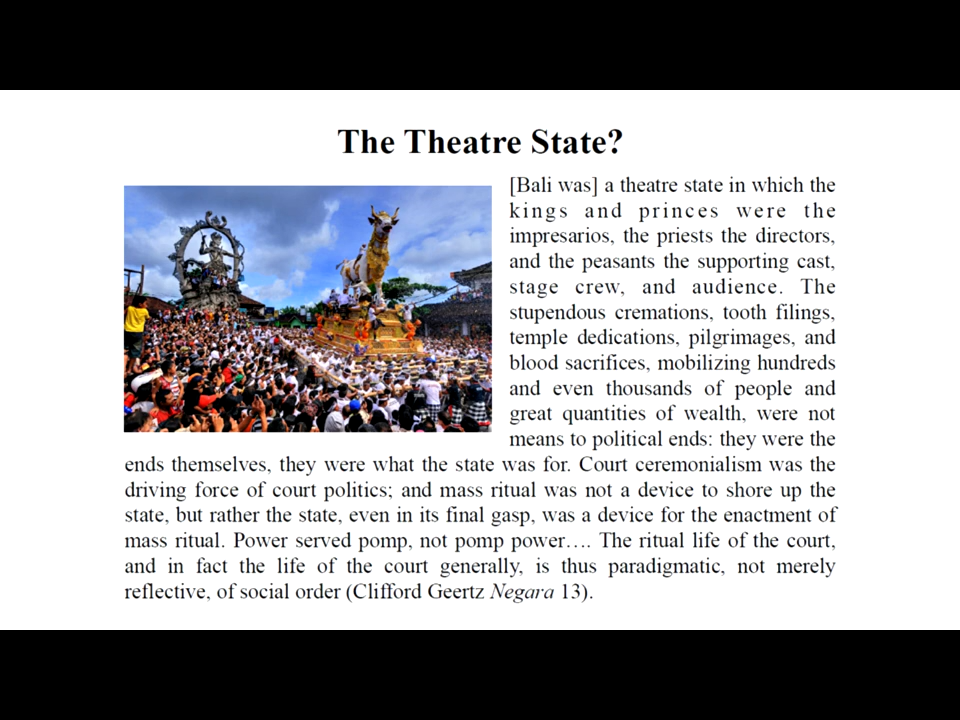 The Theatre State?
[Bali was] a theatre state in which the
kings and princes were the
impresarios, the priests the directors,
and the peasants the supporting cast,
stage crew, and audience. The
stupendous cremations, tooth filings,
temple dedications, pilgrimages, and
blood sacrifices, mobilizing hundreds
and even thousands of people and
great quantities of wealth, were not
means to political ends: they were the
ends themselves, they were what the state was for. Court ceremonialism was the
driving force of court politics; and mass ritual was not a device to shore up the
state, but rather the state, even in its final gasp, was a device for the enactment of
mass ritual. Power served pomp, not pomp power…. The ritual life of the court,
and in fact the life of the court generally, is thus paradigmatic, not merely
reflective, of social order (Clifford Geertz Negara 13).